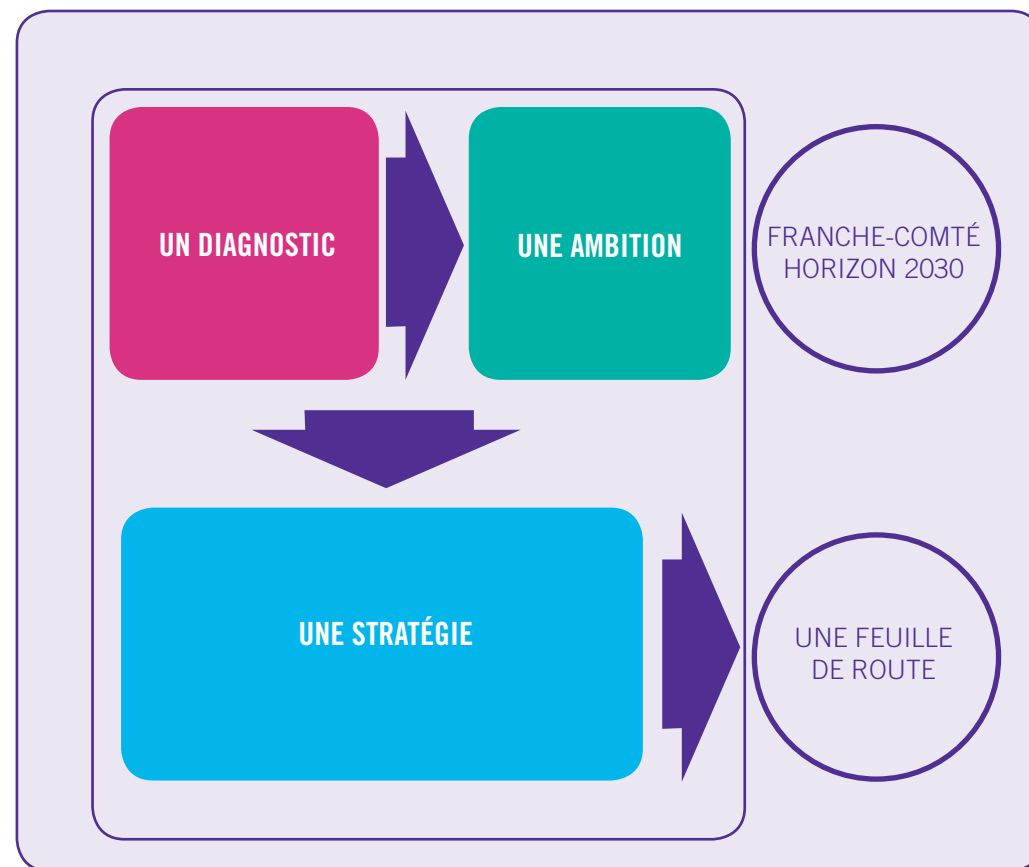 UN DIAGNOSTIC
UNE AMBITION
FRANCHE-COMTÉ
HORIZON 2030
UNE STRATÉGIE
UNE FEUILLE
DE ROUTE